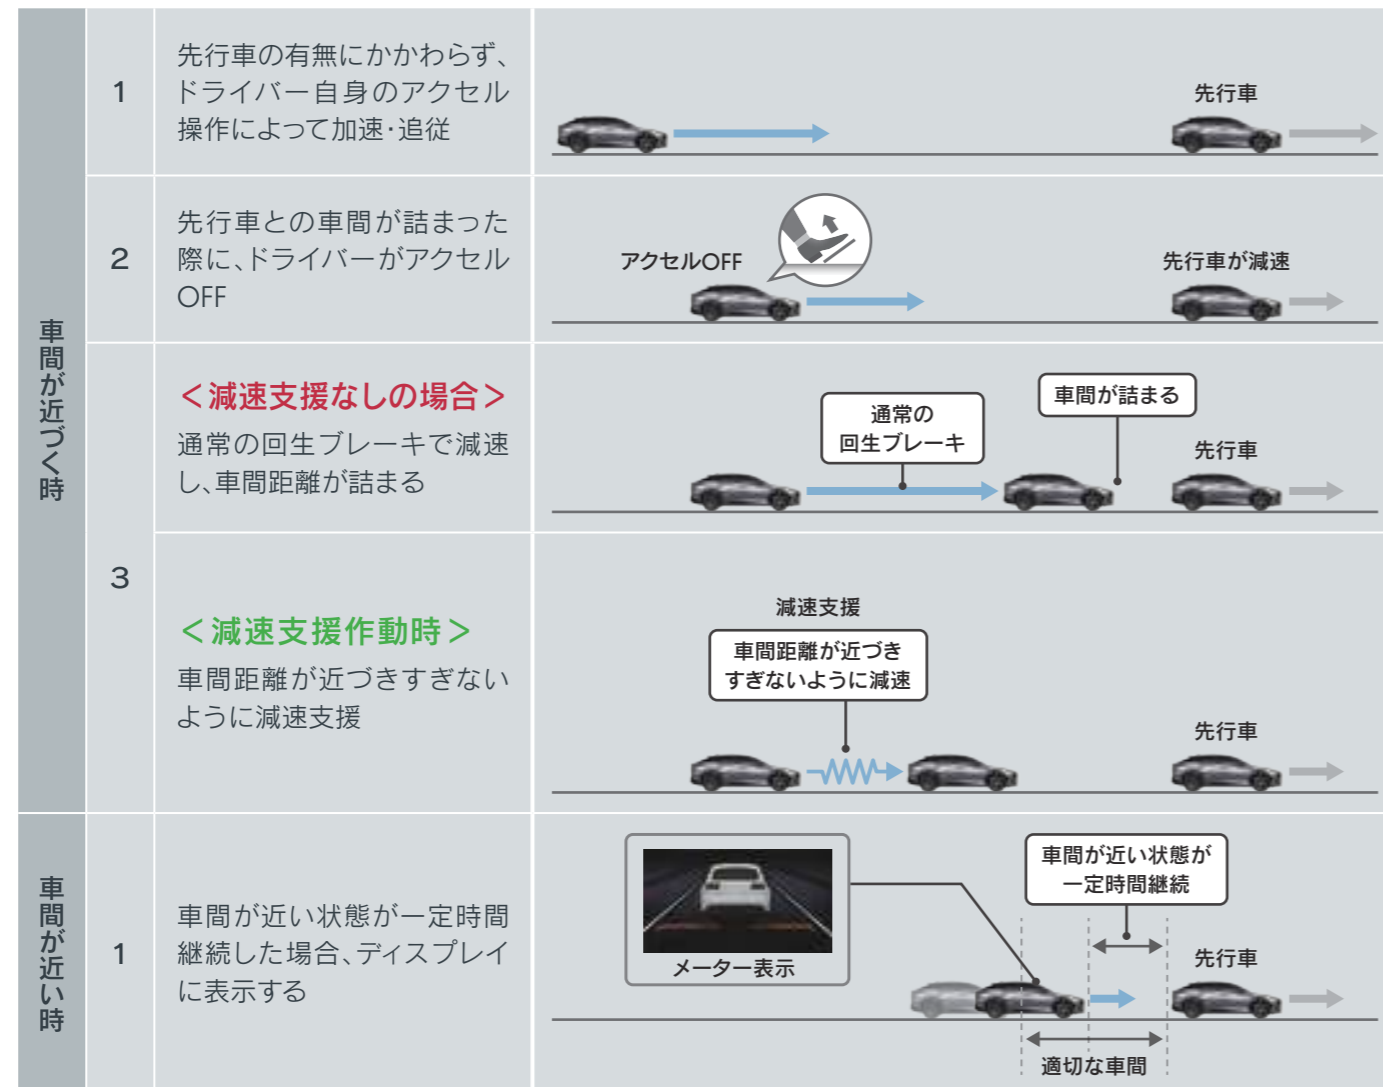 車間が近づく時
1
先行車の有無にかかわらず、
ドライバー自身のアクセル
操作によって加速・追従
先行車
2
先行車との車間が詰まった
際に、ドライバーがアクセル
OFF
アクセルOFF
先行車が減速
3
＜減速支援なしの場合＞
通常の回生ブレーキで減速
し、車間距離が詰まる
通常の
回生ブレーキ
車間が詰まる
先行車
＜減速支援作動時＞
車間距離が近づきすぎない
ように減速支援
減速支援
車間距離が近づき
すぎないように減速
先行車
車間が近い時
1
車間が近い状態が一定時間
継続した場合、ディスプレイ
に表示する
メーター表示
車間が近い状態が
一定時間継続
先行車
適切な車間